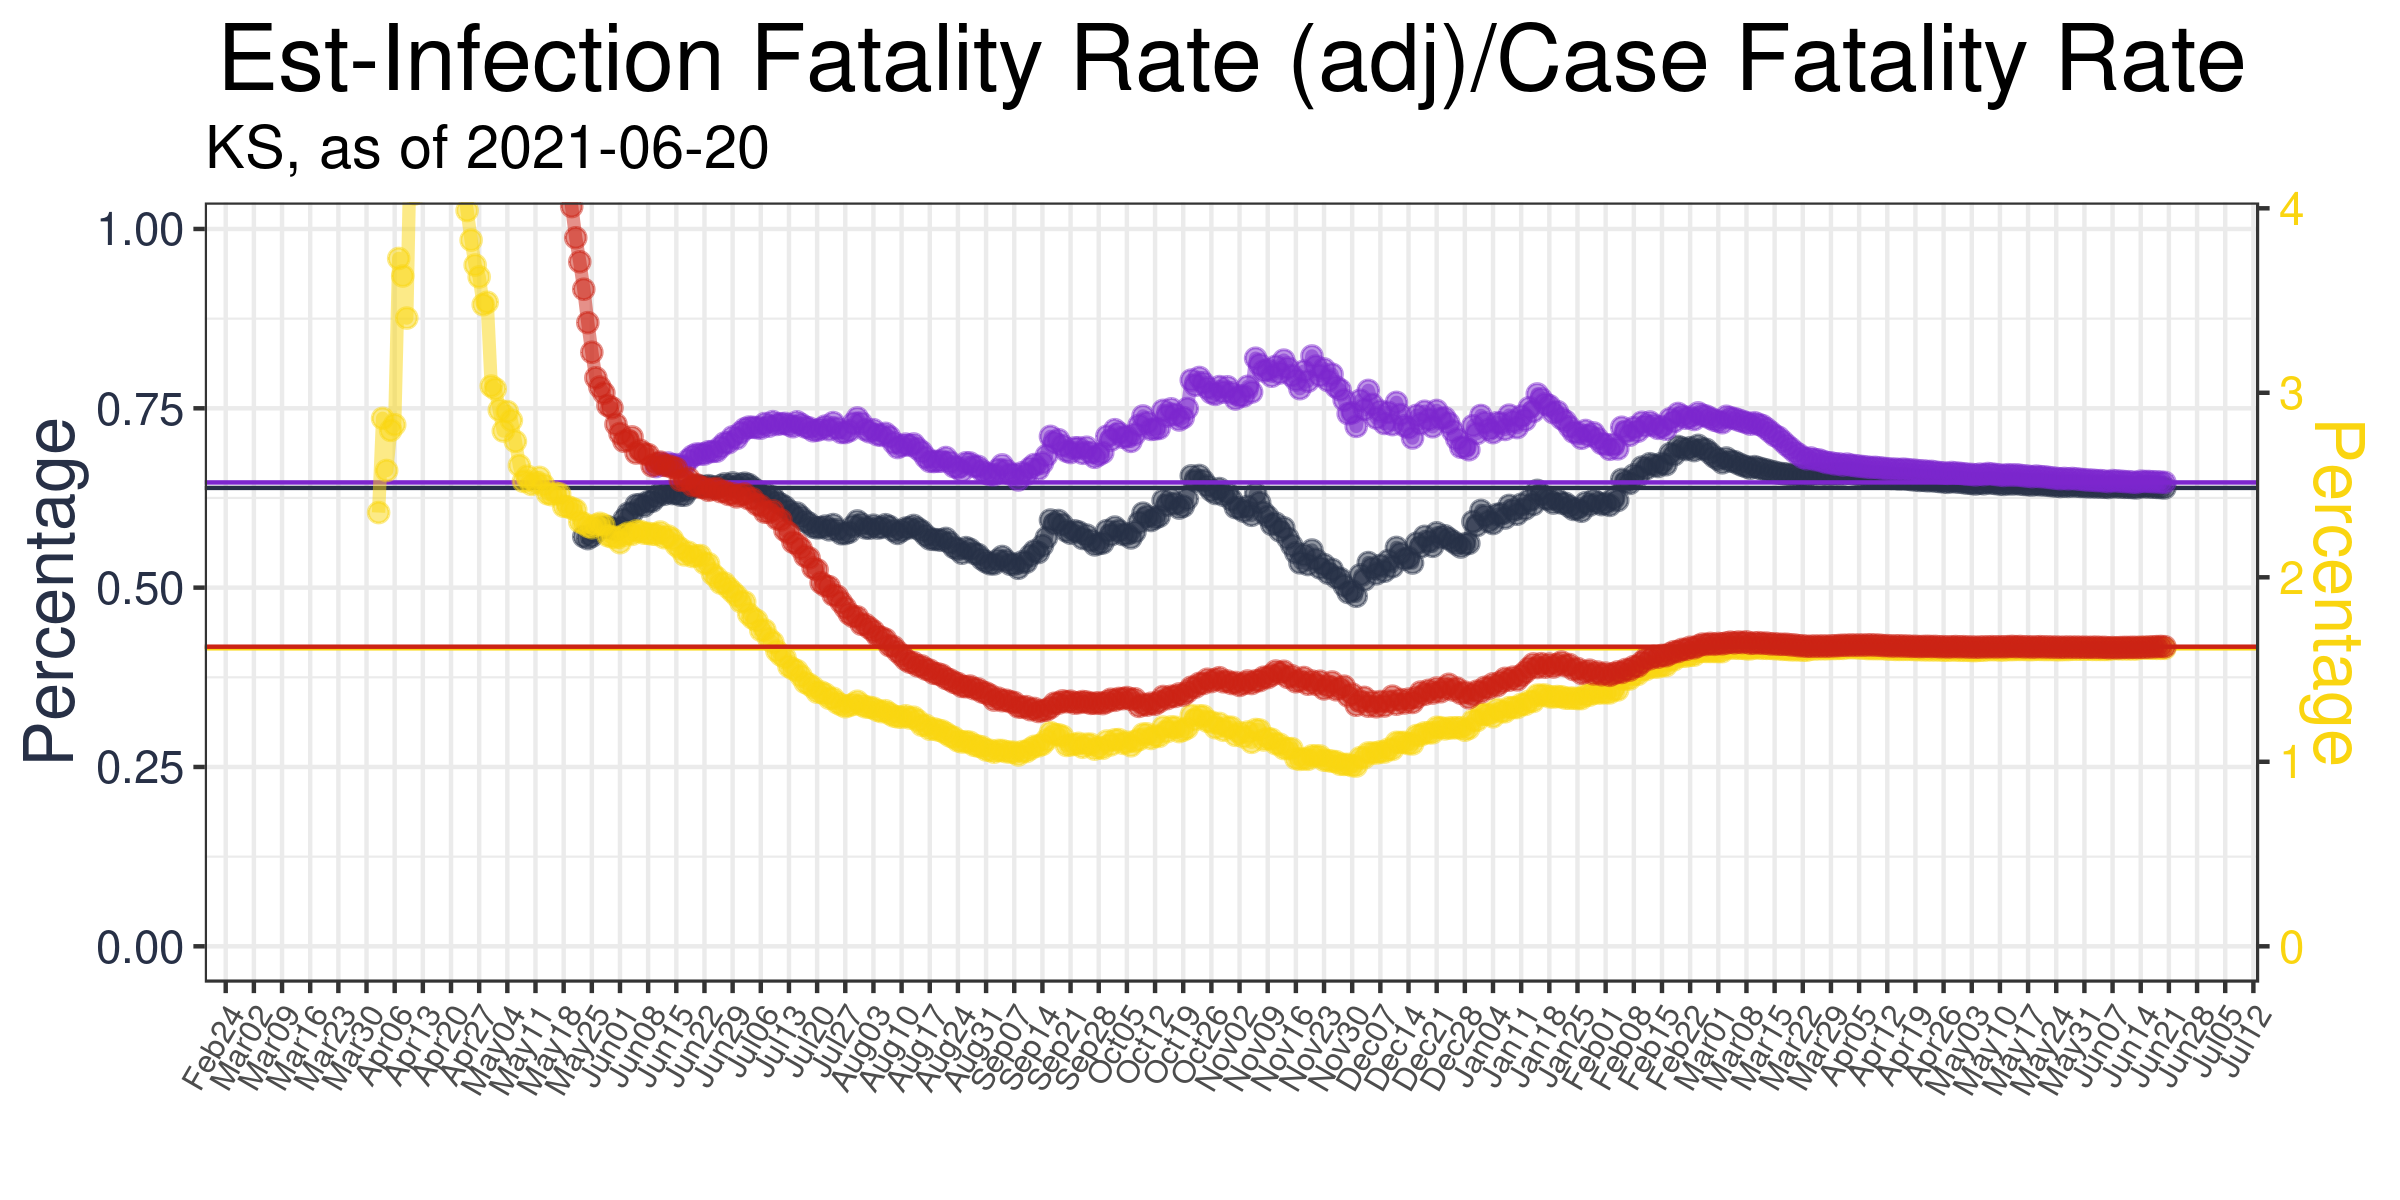 Est-Infection Fatality Rate (adj)/Case Fatality Rate
KS, as of 2021-06-20
Percentage
1.00
0.75
0.50
0.25
0.00
4
3
2
1
0
Percentage
Feb24
Mar02
Mar09
Mar16
Mar23
Mar30
Apr06
Apr13
Apr20
Apr27
May04
May11
May18
May25
Jun01
Jun08
Jun15
Jun22
Jun29
Jul06
Jul13
Jul20
Jul27
Aug03
Aug10
Aug17
Aug24
Aug31
Sep07
Sep14
Sep21
Sep28
Oct05
Oct12
Oct19
Oct26
Nov02
Nov09
Nov16
Nov23
Nov30
Dec07
Dec14
Dec21
Dec28
Jan04
Jan11
Jan18
Jan25
Feb01
Feb08
Feb15
Feb22
Mar01
Mar08
Mar15
Mar22
Mar29
Apr05
Apr12
Apr19
Apr26
May03
May10
May17
May24
May31
Jun07
Jun14
Jun21
Jun28
Jul05
Jul12